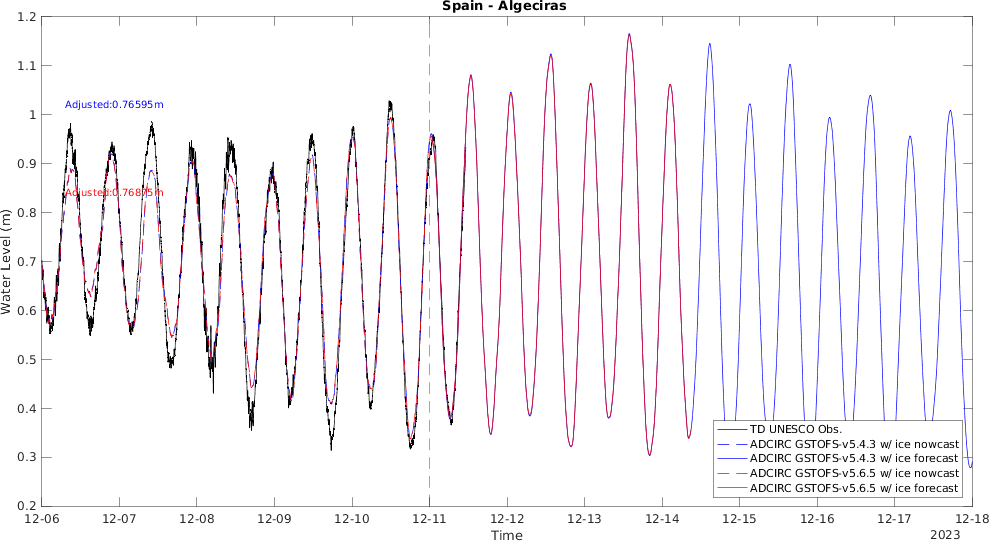 Spain - Algeciras
1.2
1.1
1
0.9
0.8
0.7
0.6
0.5
0.4
0.3
0.2
Water Level (m)
Adjusted:0.76595m
Adjusted:0.76875m
TD UNESCO Obs.
ADCIRC GSTOFS-v5.4.3 w/ ice nowcast
ADCIRC GSTOFS-v5.4.3 w/ ice forecast
ADCIRC GSTOFS-v5.6.5 w/ ice nowcast
ADCIRC GSTOFS-v5.6.5 w/ ice forecast
12-06 12-07 12-08 12-09 12-10 12-11 12-12 12-13 12-14 12-15 12-16 12-17 12-18
Time
2023